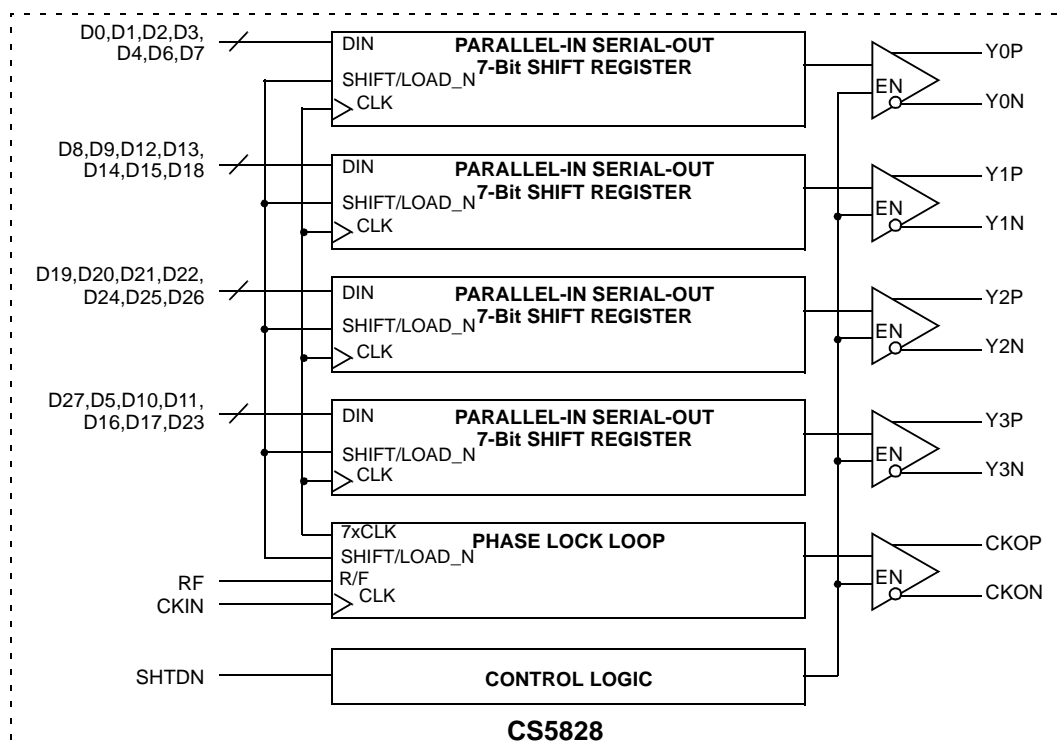 D0,D1,D2,D3,
D4,D6,D7
DIN
PARALLEL-IN SERIAL-OUT
7-Bit SHIFT REGISTER
SHIFT/LOAD_N
CLK
EN
Y0P
Y0N
D8,D9,D12,D13,
D14,D15,D18
DIN
PARALLEL-IN SERIAL-OUT
7-Bit SHIFT REGISTER
SHIFT/LOAD_N
CLK
EN
Y1P
Y1N
D19,D20,D21,D22,
D24,D25,D26
DIN
PARALLEL-IN SERIAL-OUT
7-Bit SHIFT REGISTER
SHIFT/LOAD_N
CLK
EN
Y2P
Y2N
D27,D5,D10,D11,
D16,D17,D23
DIN
PARALLEL-IN SERIAL-OUT
7-Bit SHIFT REGISTER
SHIFT/LOAD_N
CLK
EN
Y3P
Y3N
7xCLK
PHASE LOCK LOOP
SHIFT/LOAD_N
RF
R/F
CKIN
CLK
EN
CKOP
CKON
SHTDN
CONTROL LOGIC
CS5828